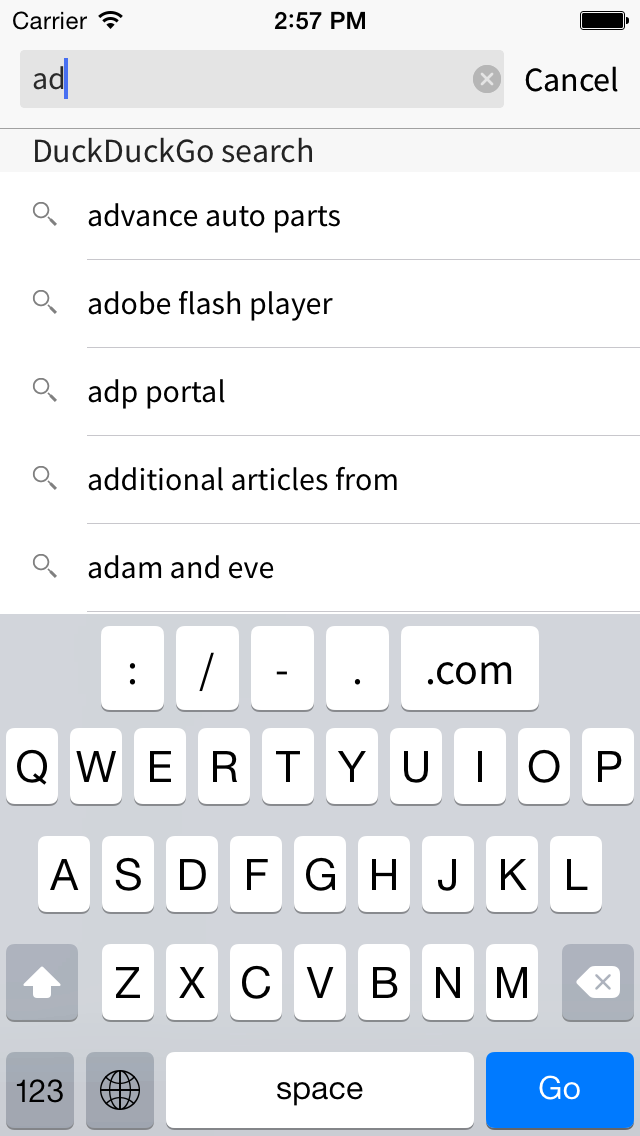 Carrier 2:57 PM
ad Cancel
DuckDuckGo search
advance auto parts
adobe flash player
adp portal
additional articles from
adam and eve
: / - . .com
Q W E R T Y U I O P
A S D F G H J K L
Z X C V B N M
123 space Go